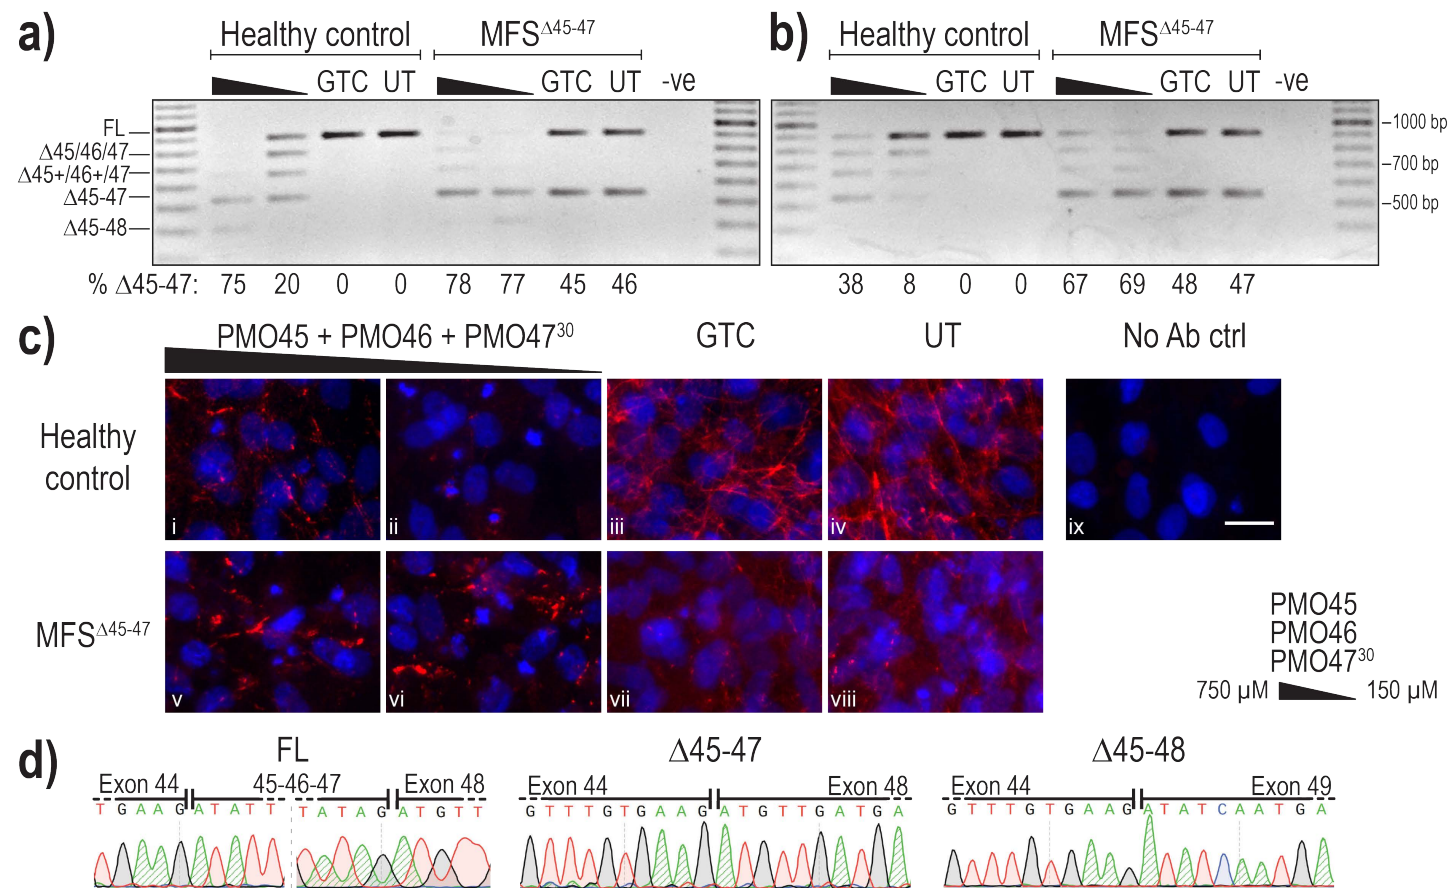 a)
Healthy control
MFSΔ45-47
GTC UT GTC UT -ve
FL
Δ45/46/47
Δ45+/46+/47
Δ45-47
Δ45-48
% Δ45-47: 75 20 0 0 78 77 45 46
b)
Healthy control
MFSΔ45-47
GTC UT GTC UT -ve
1000 bp
700 bp
500 bp
38 8 0 0 67 69 48 47
c)
PMO45 + PMO46 + PMO4730
GTC
UT
No Ab ctrl
Healthy
control
i ii iii iv ix
MFSΔ45-47
v vi vii viii
PMO45
PMO46
PMO4730
750 µM 150 µM
d)
FL
Exon 44 45-46-47 Exon 48
T G A A G A T A T T T A T A G A T G T T
Δ45-47
Exon 44 Exon 48
G T T T G T G A A G A T G T T G A T G A
Δ45-48
Exon 44 Exon 49
G T T T G T G A A G A T A T C A A T G A